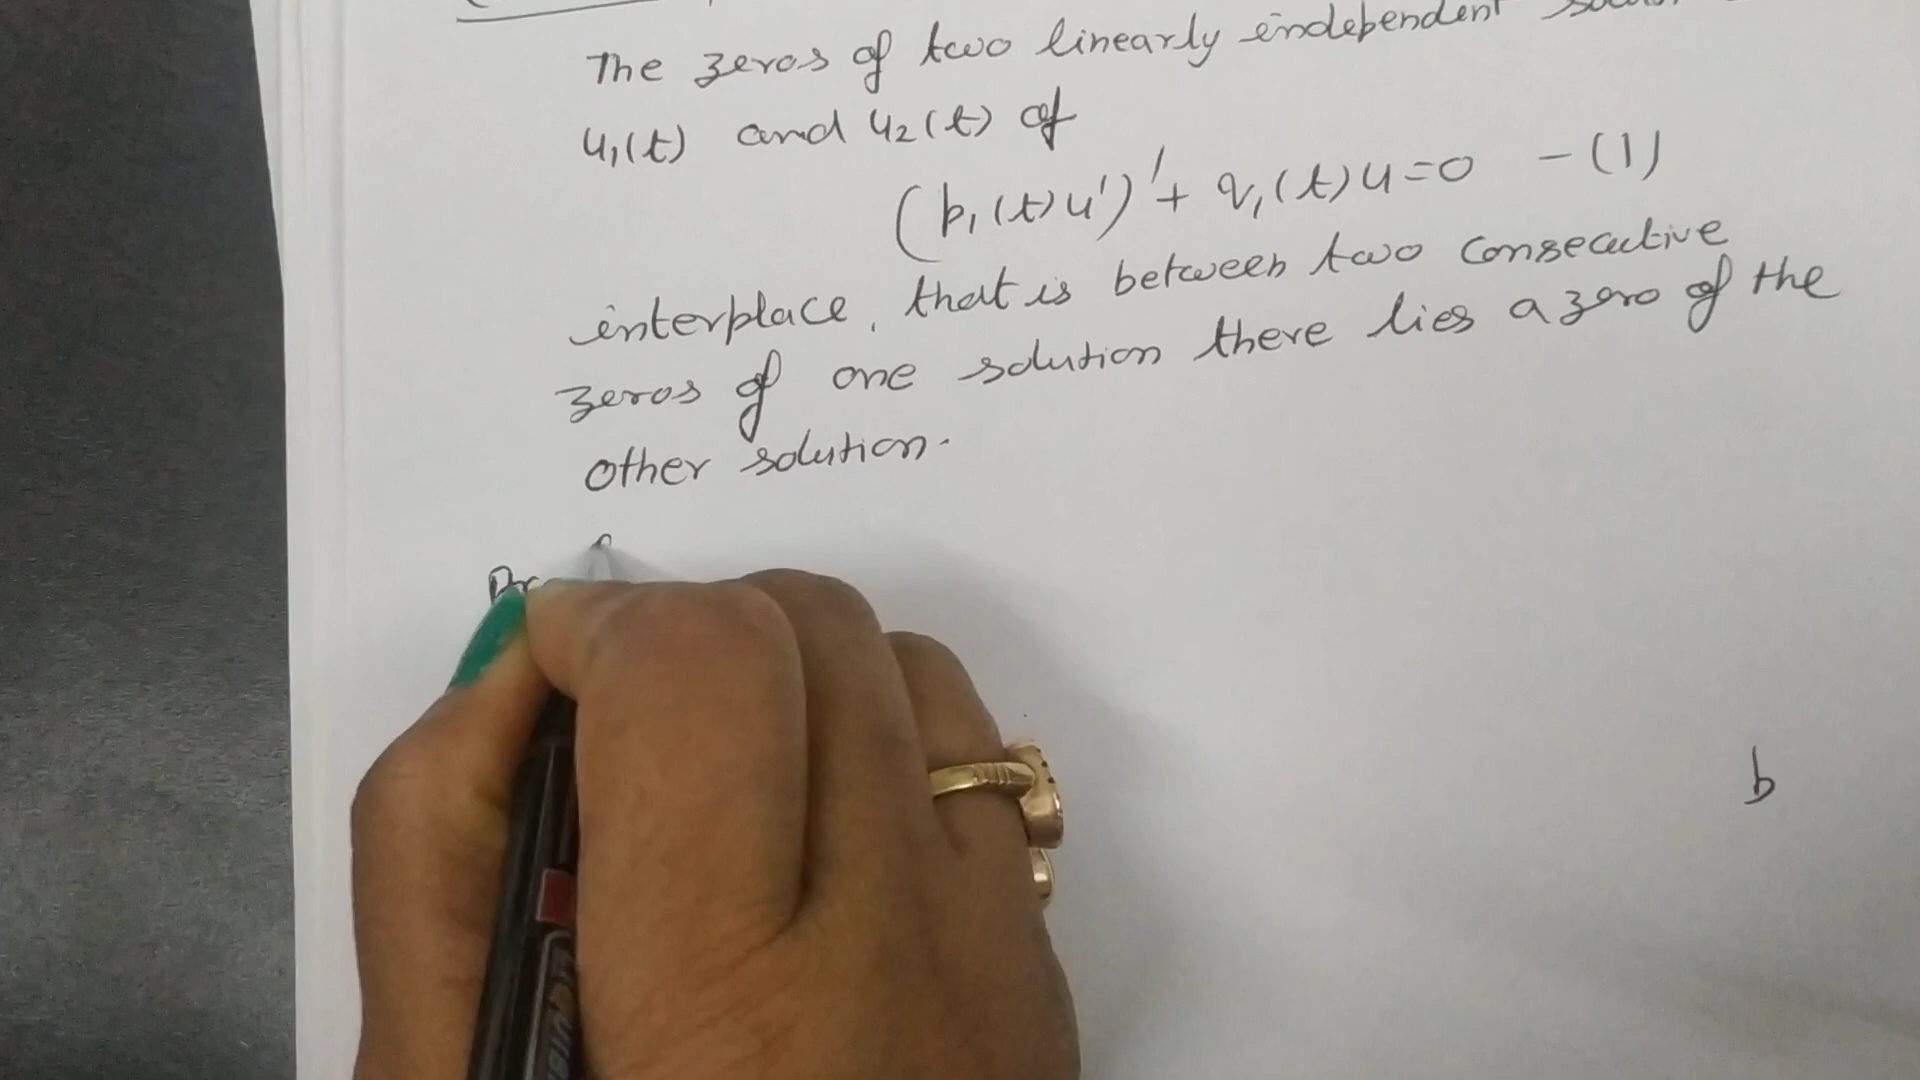 The zeros of two linearly independent
u₁(t) and u₂(t) of
(p₁(t)u')' + q₁(t)u = 0 - (1)
interplace, that is between two consecutive
zeros of one solution there lies a zero of the
other solution.
b